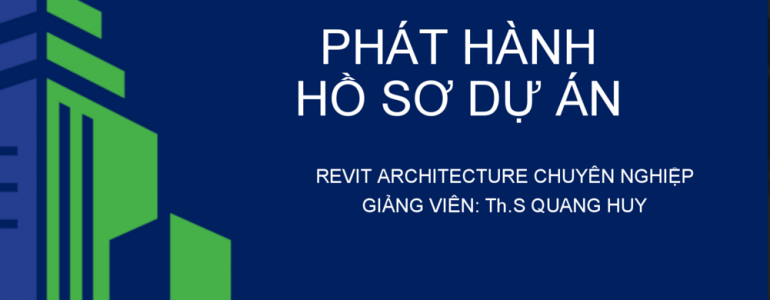 PHÁT HÀNH
HỒ SƠ DỰ ÁN
REVIT ARCHITECTURE CHUYÊN NGHIỆP
GIẢNG VIÊN: Th.S QUANG HUY